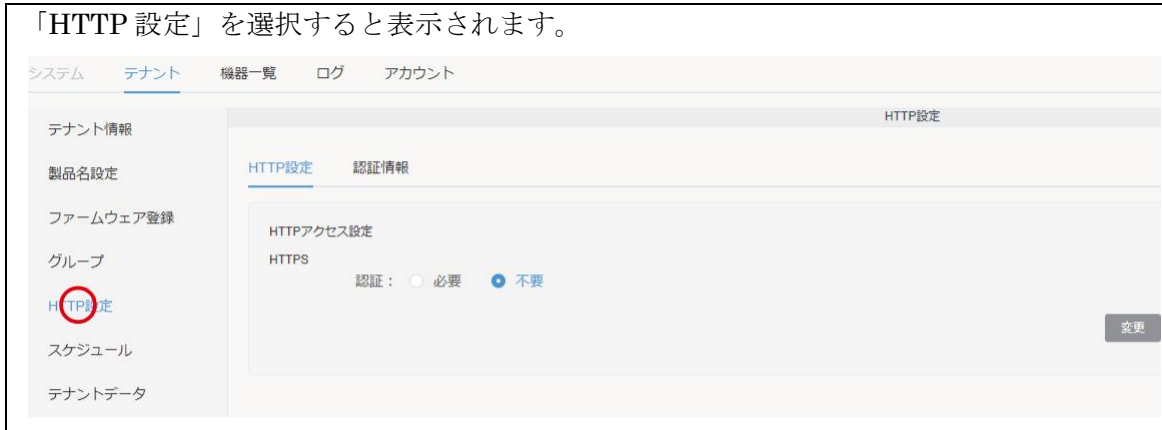 「HTTP 設定」を選択すると表示されます。
システム テナント 機器一覧 ログ アカウント
HTTP設定
テナント情報
製品名設定
ファームウェア登録
グループ
HTTP設定
スケジュール
テナントデータ
HTTP設定 認証情報
HTTPアクセス設定
HTTPS
認証： 必要 不要
変更